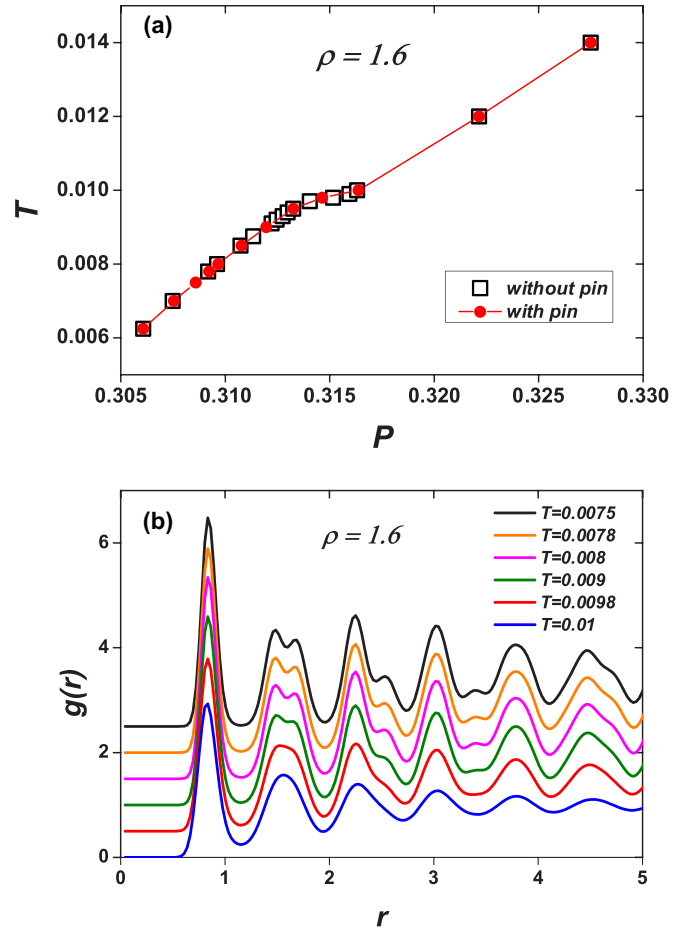 (a)
ρ = 1.6
0.014
0.012
0.010
0.008
0.006
T
without pin
with pin
0.305 0.310 0.315 0.320 0.325 0.330
P
(b)
ρ = 1.6
T=0.0075
T=0.0078
T=0.008
T=0.009
T=0.0098
T=0.01
6
4
2
0
g(r)
0 1 2 3 4 5
r